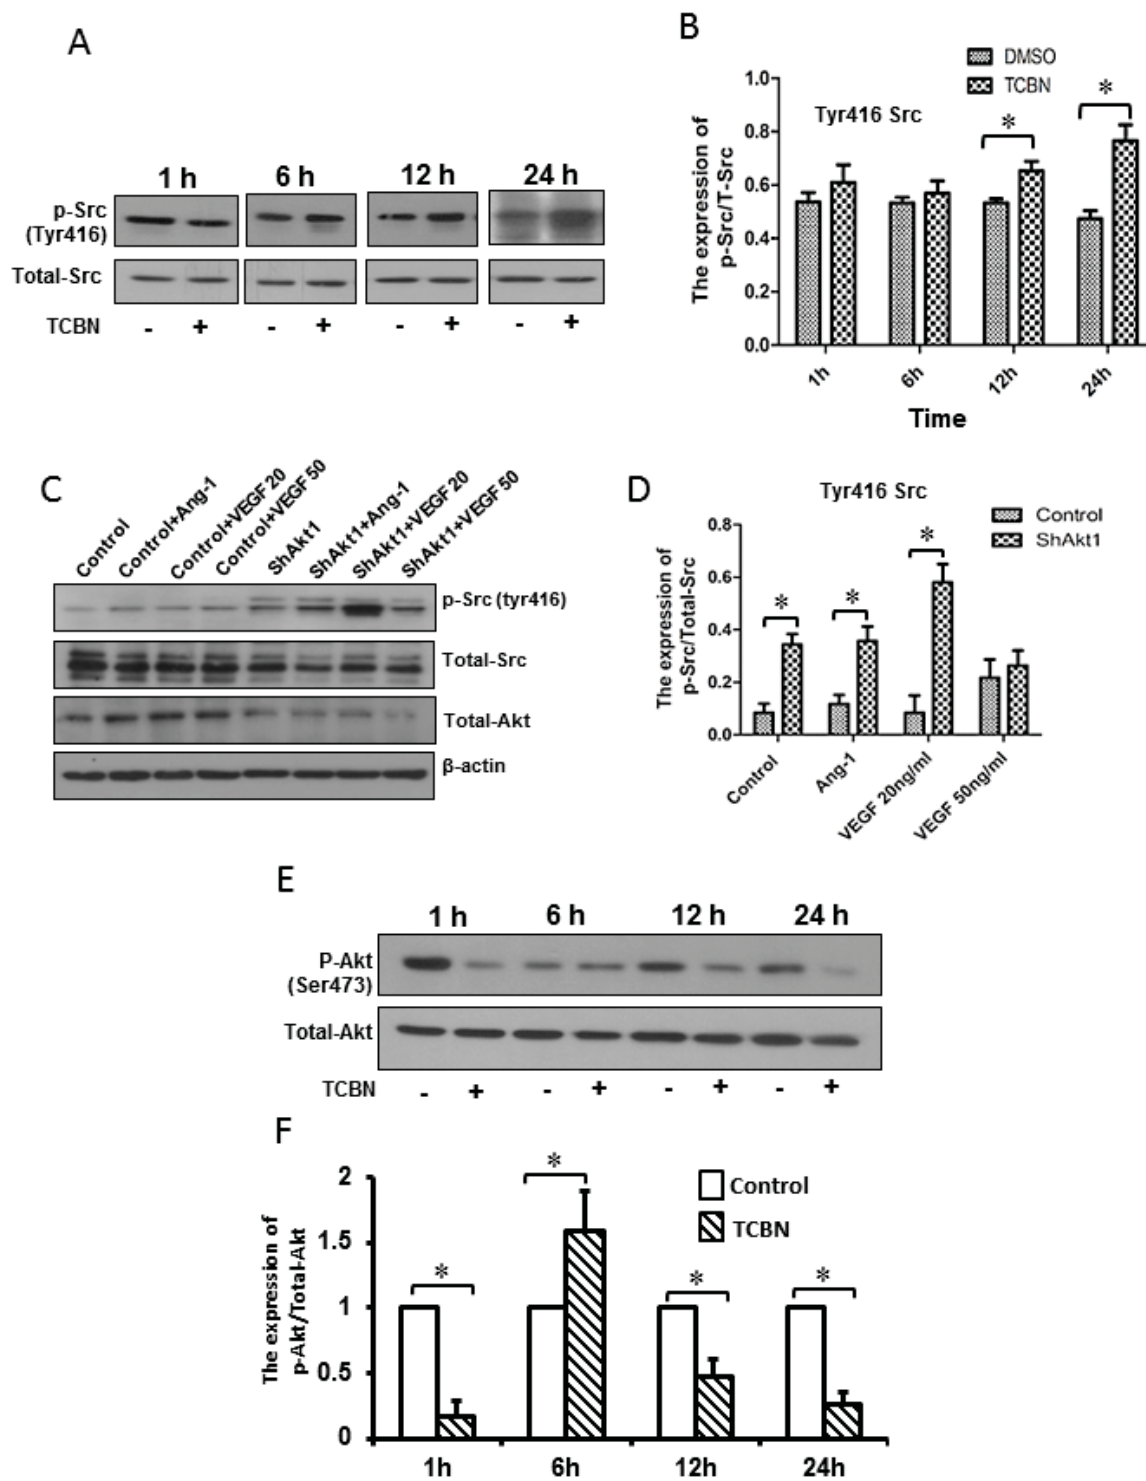 A
1 h 6 h 12 h 24 h
p-Src
(Tyr416)
Total-Src
TCBN - + - + - + - +
B
DMSO
TCBN
Tyr416 Src
* *
The expression of
p-Src/T-Src
1.0
0.8
0.6
0.4
0.2
0.0
1h 6h 12h 24h
Time
C
Control
Control+Ang-1
Control+VEGF 20
Control+VEGF 50
ShAkt1
ShAkt1+Ang-1
ShAkt1+VEGF 20
ShAkt1+VEGF 50
p-Src (tyr416)
Total-Src
Total-Akt
β-actin
D
Tyr416 Src
Control
ShAkt1
* * *
The expression of
p-Src/Total-Src
0.8
0.6
0.4
0.2
0.0
Control
Ang-1
VEGF 20ng/ml
VEGF 50ng/ml
E
1 h 6 h 12 h 24 h
P-Akt
(Ser473)
Total-Akt
TCBN - + - + - + - +
F
Control
TCBN
* * * *
The expression of
p-Akt/Total-Akt
2
1.5
1
0.5
0
1h 6h 12h 24h